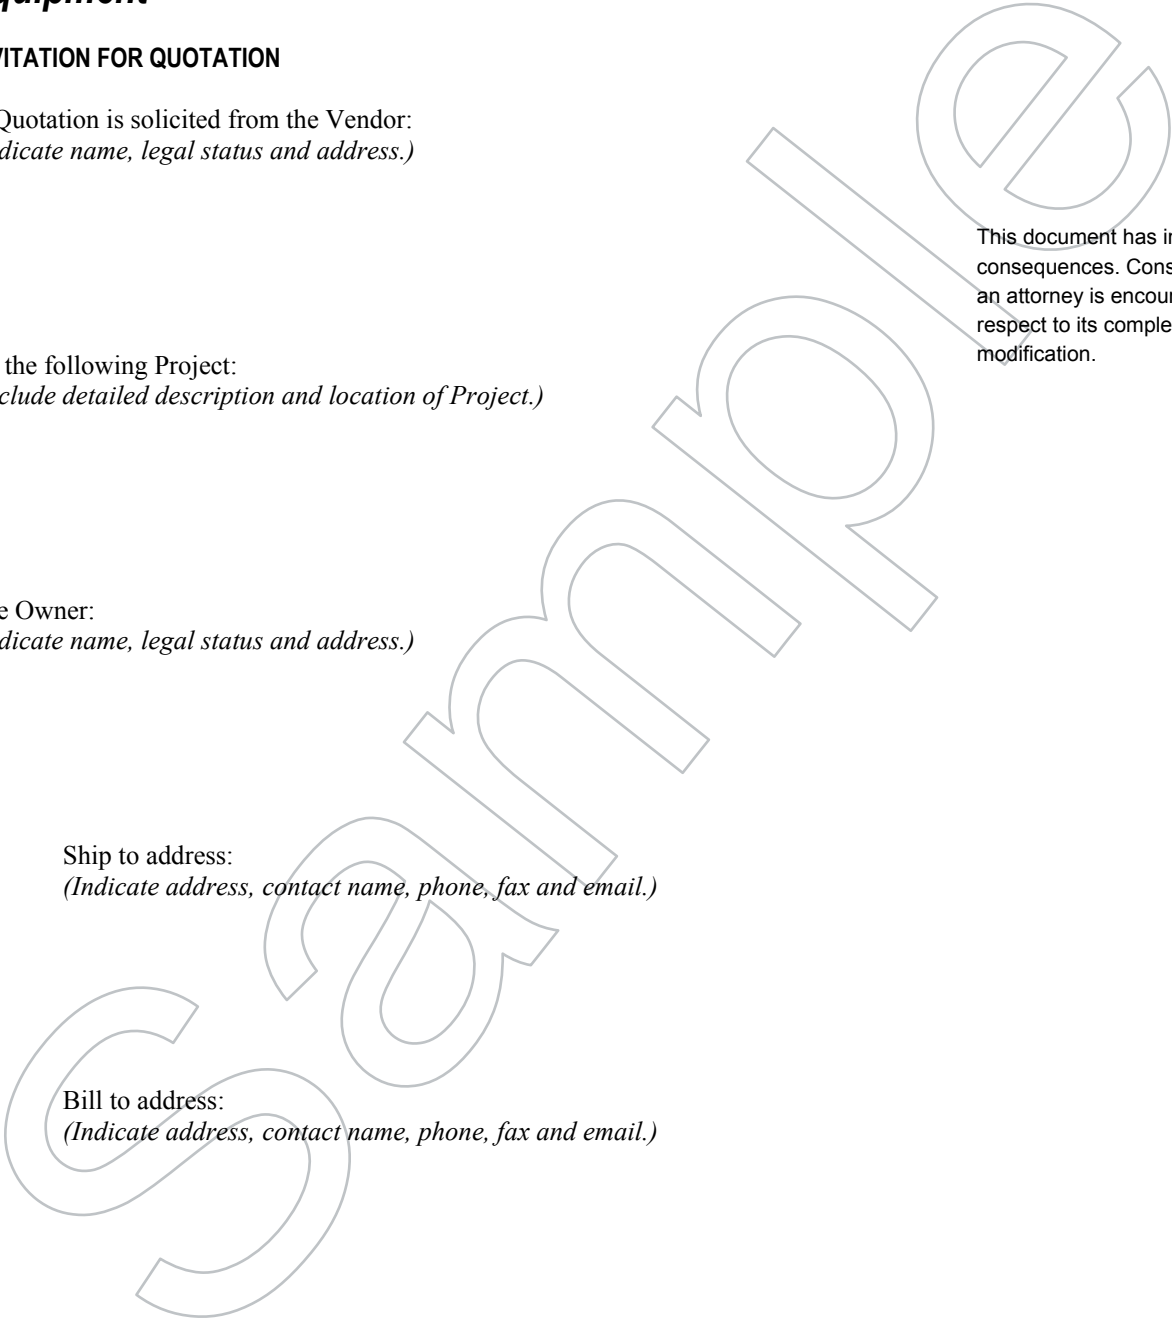 quipment
VITATION FOR QUOTATION
Quotation is solicited from the Vendor:
dicate name, legal status and address.)
This document has
consequences.
an attorney is
respect to its
modification.
the following Project:
clude detailed description and location of Project.)
e Owner:
dicate name, legal status and address.)
Ship to address:
(Indicate address, contact name, phone, fax and email.)
Bill to address:
(Indicate address, contact name, phone, fax and email.)
Sample